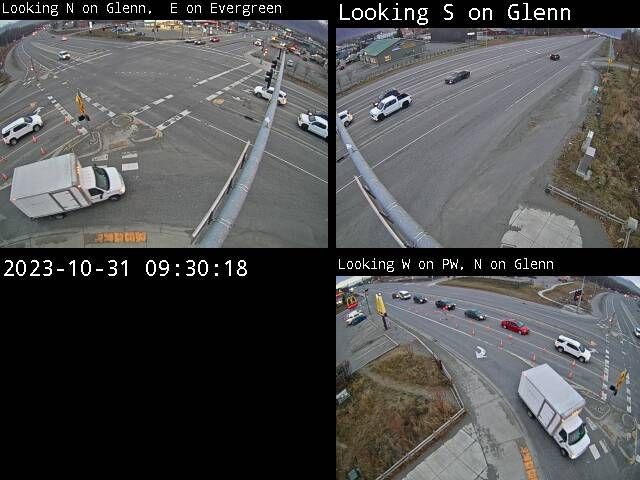 Looking N on Glenn,  E on Evergreen
Looking S on Glenn
2023-10-31 09:30:18
Looking W on PW, N on Glenn